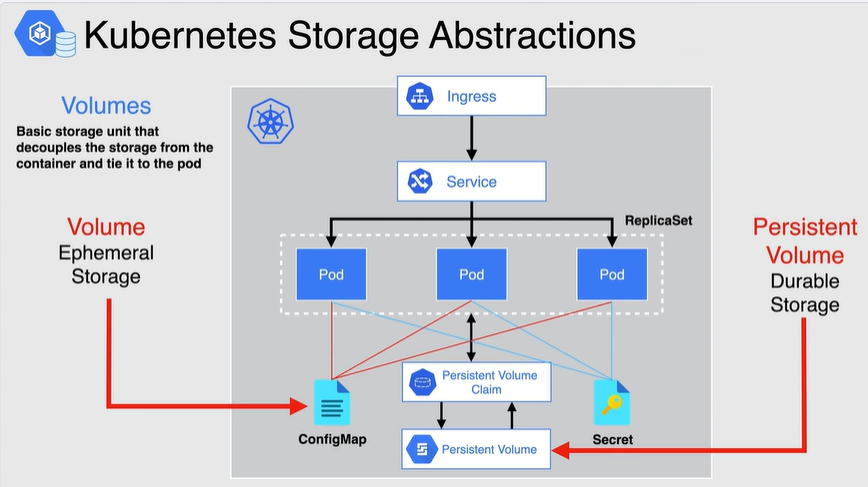 Kubernetes Storage Abstractions
Volumes
Basic storage unit that
decouples the storage from the
container and tie it to the pod
Volume
Ephemeral
Storage
Ingress
Service
ReplicaSet
Pod
Pod
Pod
Persistent Volume
Claim
ConfigMap
Persistent Volume
Secret
Persistent
Volume
Durable
Storage